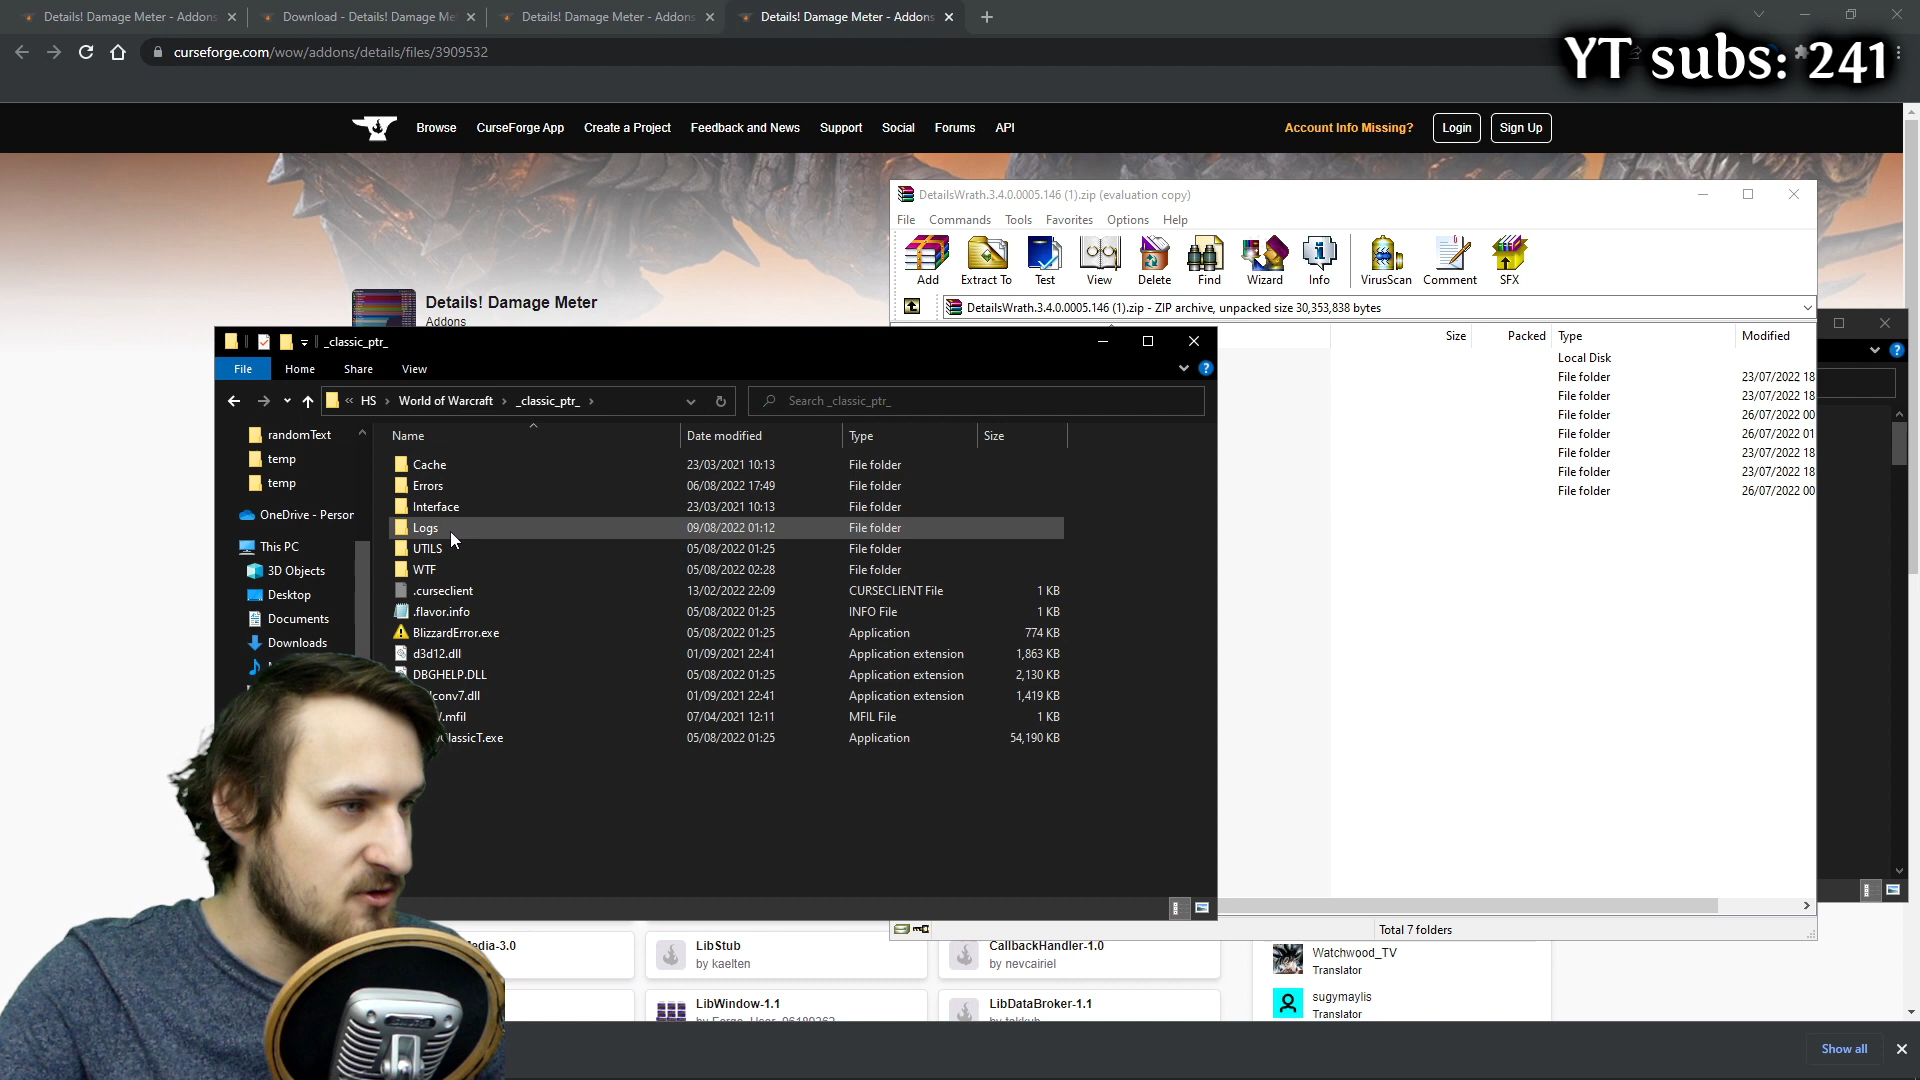 Details! Damage Meter - Addons
Download - Details! Damage Me
Details! Damage Meter - Addons
Details! Damage Meter - Addons
curseforge.com/wow/addons/details/files/3909532
YT subs: 241
Browse
CurseForge App
Create a Project
Feedback and News
Support
Social
Forums
API
Account Info Missing?
Login
Sign Up
Details! Damage Meter
Addons
DetailsWrath.3.4.0.0005.146 (1).zip (evaluation copy)
File Commands Tools Favorites Options Help
Add Extract To Test View Delete Find Wizard Info VirusScan Comment SFX
DetailsWrath.3.4.0.0005.146 (1).zip - ZIP archive, unpacked size 30,353,838 bytes
Size Packed Type Modified
Local Disk
File folder 23/07/2022 18
File folder 23/07/2022 18
File folder 26/07/2022 00
File folder 26/07/2022 01
File folder 23/07/2022 18
File folder 23/07/2022 18
File folder 26/07/2022 00
Total 7 folders
_classic_ptr_
File Home Share View
« HS › World of Warcraft › _classic_ptr_ ›
Search _classic_ptr_
randomText
temp
temp
OneDrive - Person
This PC
3D Objects
Desktop
Documents
Downloads
Name Date modified Type Size
Cache 23/03/2021 10:13 File folder
Errors 06/08/2022 17:49 File folder
Interface 23/03/2021 10:13 File folder
Logs 09/08/2022 01:12 File folder
UTILS 05/08/2022 01:25 File folder
WTF 05/08/2022 02:28 File folder
.curseclient 13/02/2022 22:09 CURSECLIENT File 1 KB
.flavor.info 05/08/2022 01:25 INFO File 1 KB
BlizzardError.exe 05/08/2022 01:25 Application 774 KB
d3d12.dll 01/09/2021 22:41 Application extension 1,863 KB
DBGHELP.DLL 05/08/2022 01:25 Application extension 2,130 KB
lconv7.dll 01/09/2021 22:41 Application extension 1,419 KB
.mfil 07/04/2021 12:11 MFIL File 1 KB
lassicT.exe 05/08/2022 01:25 Application 54,190 KB
edia-3.0
LibStub
by kaelten
CallbackHandler-1.0
by nevcairiel
Watchwood_TV
Translator
LibWindow-1.1
LibDataBroker-1.1
sugymaylis
Translator
Show all